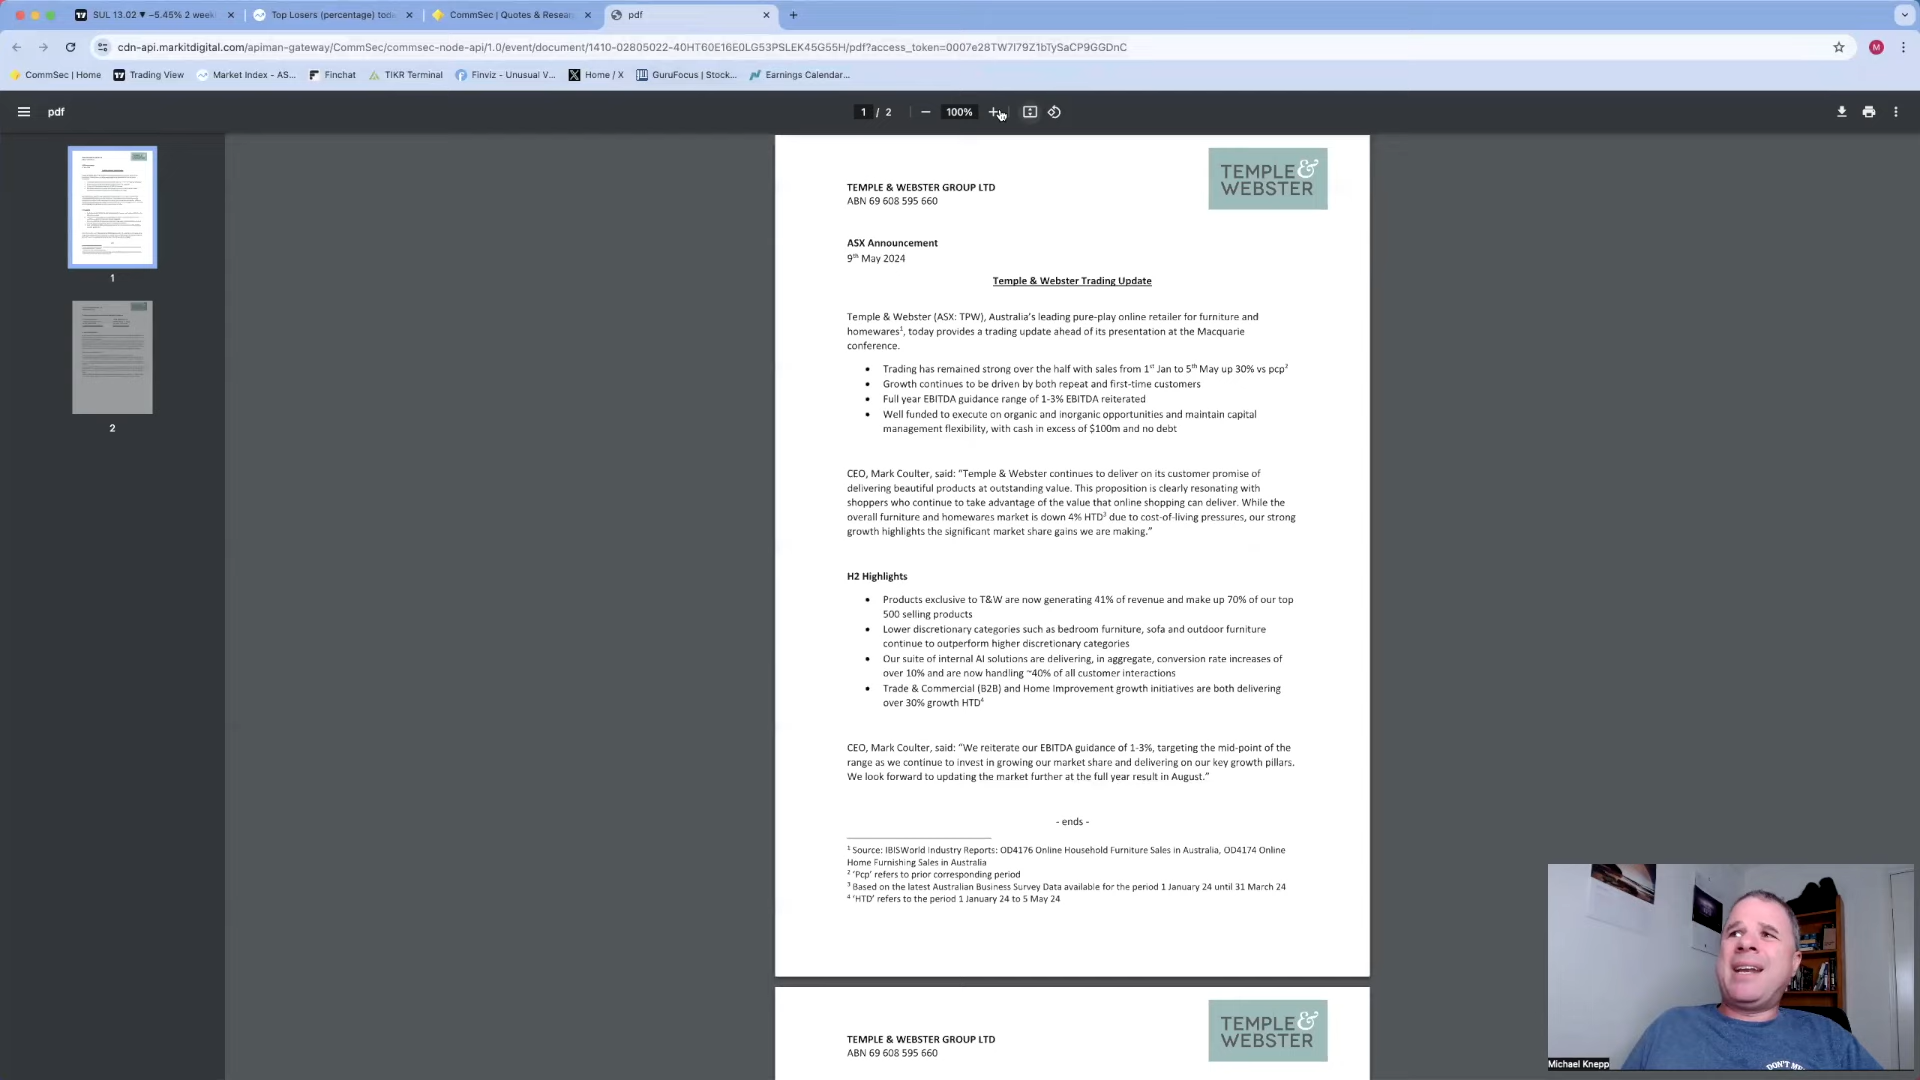 SUL 13.02 ▼ −5.45% 2 week
Top Losers (percentage) tod
CommSec | Quotes & Resear
pdf
cdn-api.markitdigital.com/apiman-gateway/CommSec/commsec-node-api/1.0/event/document/1410-02805022-40HT60E16E0LG53PSLEK45G55H/pdf?access_token=0007e28TW7I79Z1bTySaCP9GGDnC
M
CommSec | Home
Trading View
Market Index - AS...
Finchat
TIKR Terminal
Finviz - Unusual V...
Home / X
GuruFocus | Stock...
Earnings Calendar...
pdf
1 / 2
100%
1
2
TEMPLE & WEBSTER
TEMPLE & WEBSTER GROUP LTD
ABN 69 608 595 660
ASX Announcement
9th May 2024
Temple & Webster Trading Update
Temple & Webster (ASX: TPW), Australia's leading pure-play online retailer for furniture and
homewares1, today provides a trading update ahead of its presentation at the Macquarie
conference.
• Trading has remained strong over the half with sales from 1st Jan to 5th May up 30% vs pcp2
• Growth continues to be driven by both repeat and first-time customers
• Full year EBITDA guidance range of 1-3% EBITDA reiterated
• Well funded to execute on organic and inorganic opportunities and maintain capital
management flexibility, with cash in excess of $100m and no debt
CEO, Mark Coulter, said: "Temple & Webster continues to deliver on its customer promise of
delivering beautiful products at outstanding value. This proposition is clearly resonating with
shoppers who continue to take advantage of the value that online shopping can deliver. While the
overall furniture and homewares market is down 4% HTD3 due to cost-of-living pressures, our strong
growth highlights the significant market share gains we are making."
H2 Highlights
• Products exclusive to T&W are now generating 41% of revenue and make up 70% of our top
500 selling products
• Lower discretionary categories such as bedroom furniture, sofa and outdoor furniture
continue to outperform higher discretionary categories
• Our suite of internal AI solutions are delivering, in aggregate, conversion rate increases of
over 10% and are now handling ~40% of all customer interactions
• Trade & Commercial (B2B) and Home Improvement growth initiatives are both delivering
over 30% growth HTD4
CEO, Mark Coulter, said: "We reiterate our EBITDA guidance of 1-3%, targeting the mid-point of the
range as we continue to invest in growing our market share and delivering on our key growth pillars.
We look forward to updating the market further at the full year result in August."
- ends -
1 Source: IBISWorld Industry Reports: OD4176 Online Household Furniture Sales in Australia, OD4174 Online
Home Furnishing Sales in Australia
2 'Pcp' refers to prior corresponding period
3 Based on the latest Australian Business Survey Data available for the period 1 January 24 until 31 March 24
4 'HTD' refers to the period 1 January 24 to 5 May 24
TEMPLE & WEBSTER
TEMPLE & WEBSTER GROUP LTD
ABN 69 608 595 660
Michael Knepp